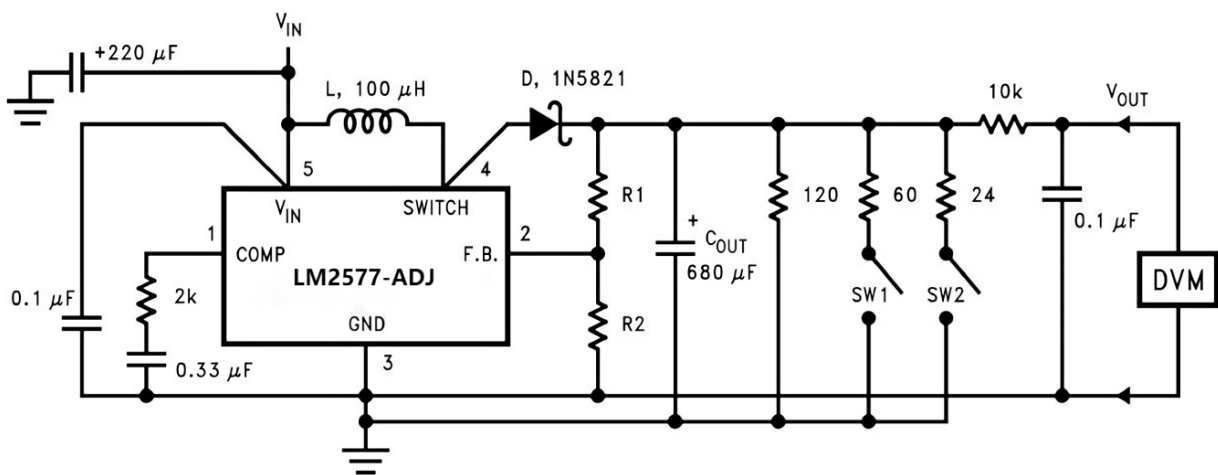 V_IN
+220 μF
L, 100 μH
D, 1N5821
10k
V_OUT
5
4
V_IN
SWITCH
R1
120
60
24
0.1 μF
1
2
COMP
F.B.
+
C_OUT
680 μF
LM2577-ADJ
2k
SW1
SW2
DVM
0.1 μF
R2
GND
3
0.33 μF